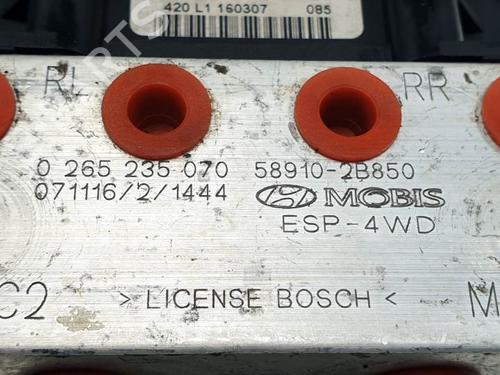 420 L1 160307 085
RL RR
0 265 235 070 58910-2B850
071116/2/1444 MOBIS
ESP-4WD
C2 > LICENSE BOSCH < M